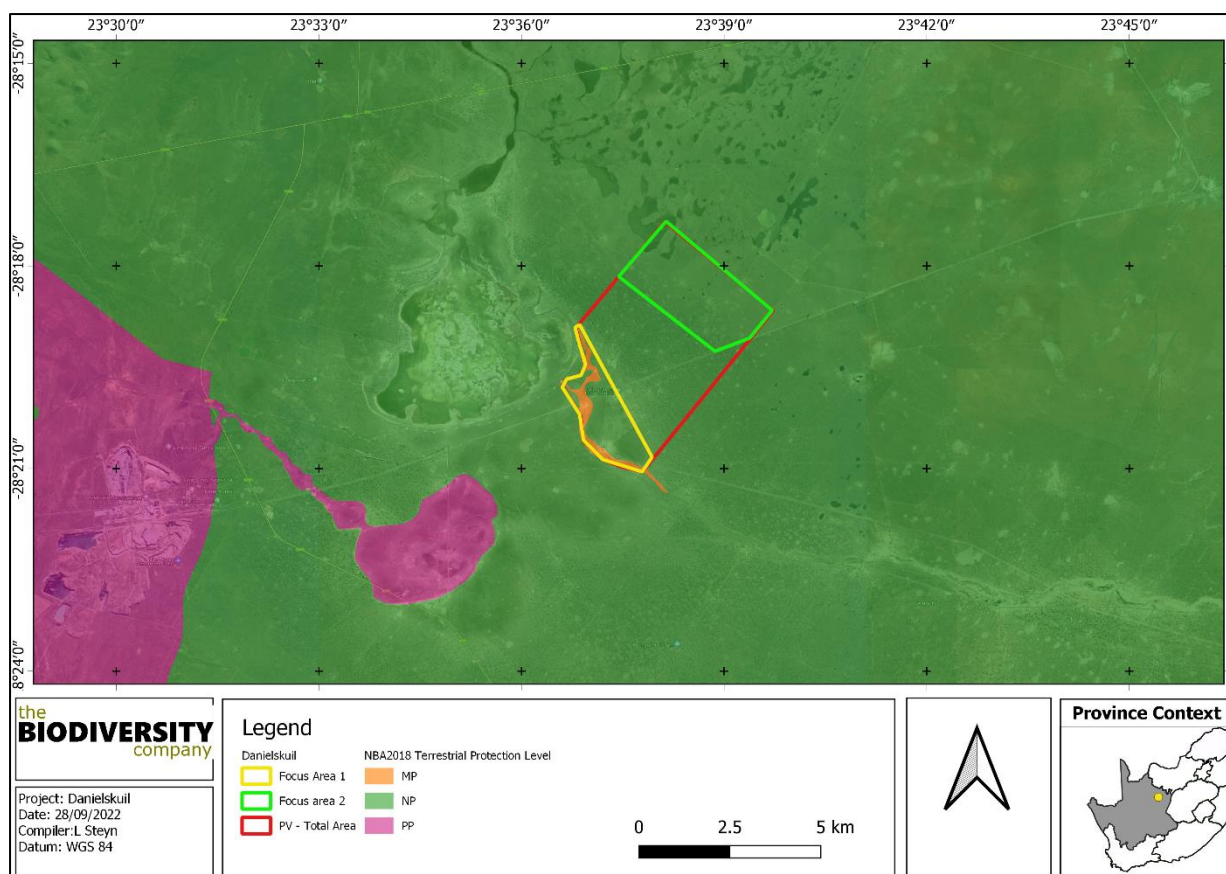 23°30′0″ 23°33′0″ 23°36′0″ 23°39′0″ 23°42′0″ 23°45′0″
-28°15′0″
-28°18′0″
-28°21′0″
8°24′0″
the
BIODIVERSITY
company
Project: Danielskuil
Date: 28/09/2022
Compiler:L Steyn
Datum: WGS 84
Legend
Danielskuil
Focus Area 1
Focus area 2
PV - Total Area
NBA2018 Terrestrial Protection Level
MP
NP
PP
0 2.5 5 km
Province Context